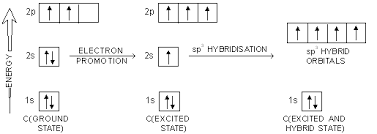 2p
2p
2s
ELECTRON
PROMOTION
2s
sp³ HYBRIDISATION
sp³ HYBRID
ORBITALS
ENERGY
1s
1s
1s
C(GROUND
STATE)
C(EXCITED
STATE)
C(EXCITED AND
HYBRID STATE)